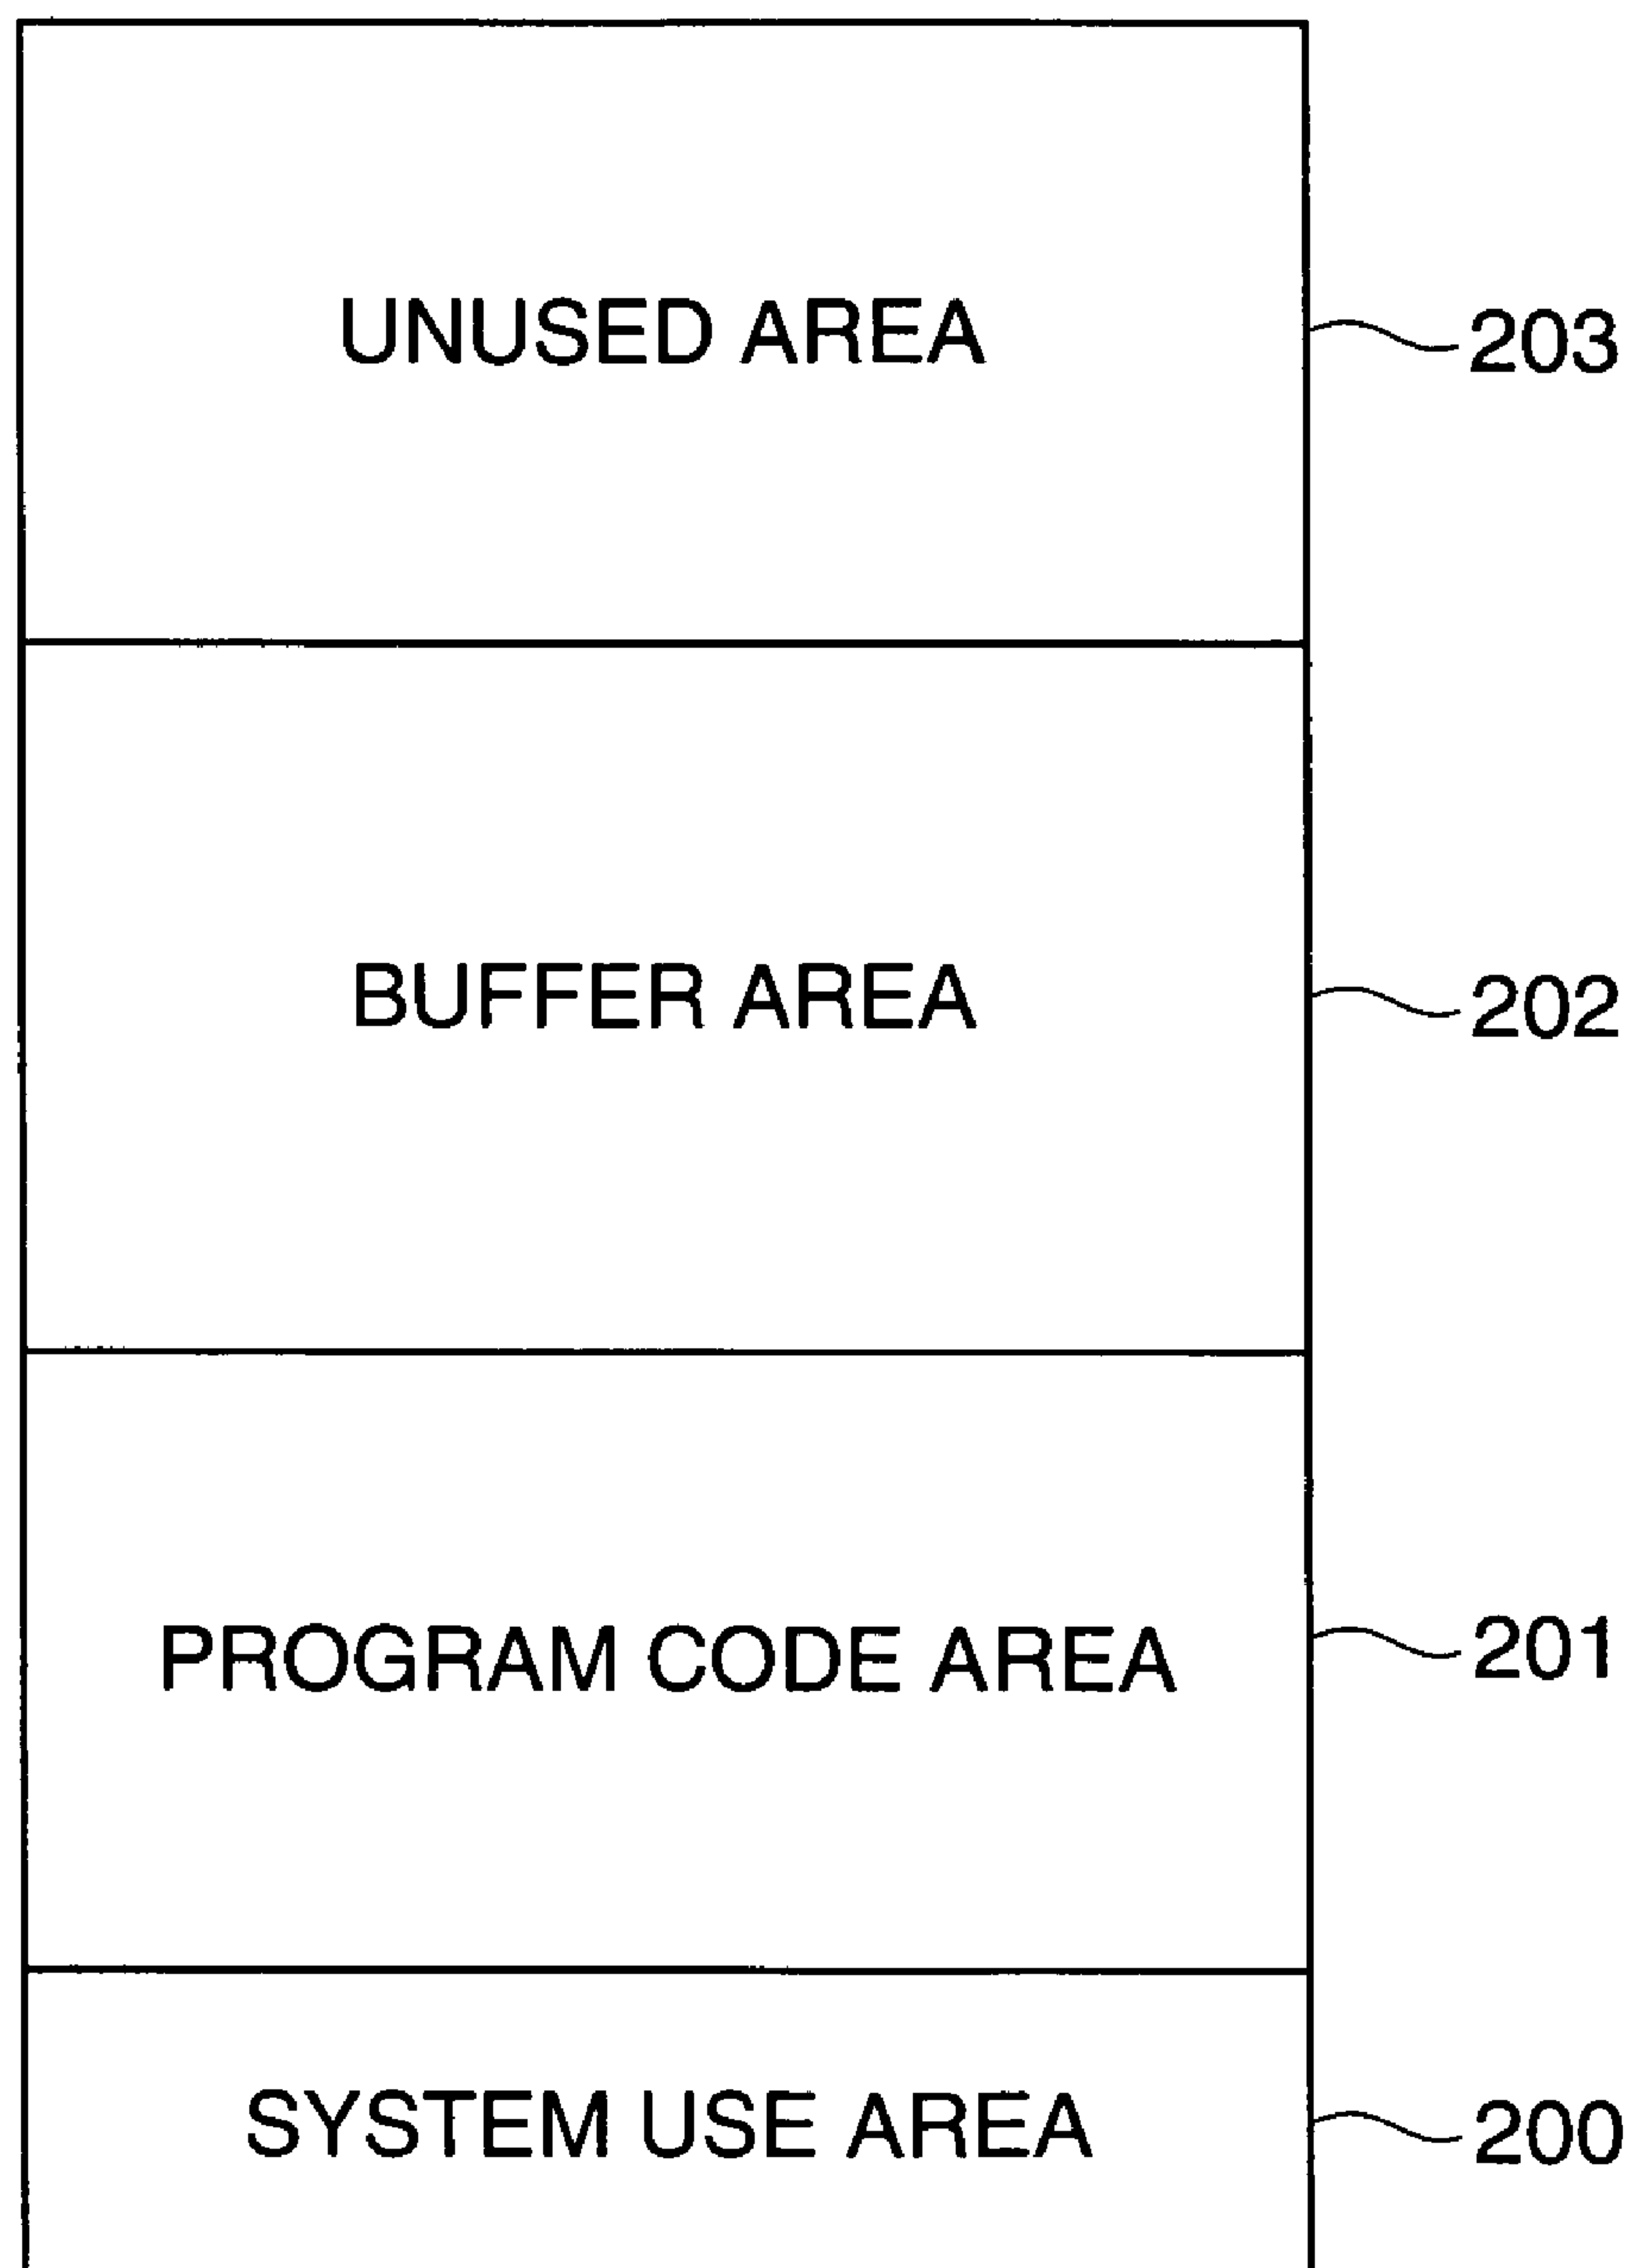 UNUSED AREA 203
BUFFER AREA 202
PROGRAM CODE AREA 201
SYSTEM USE AREA 200